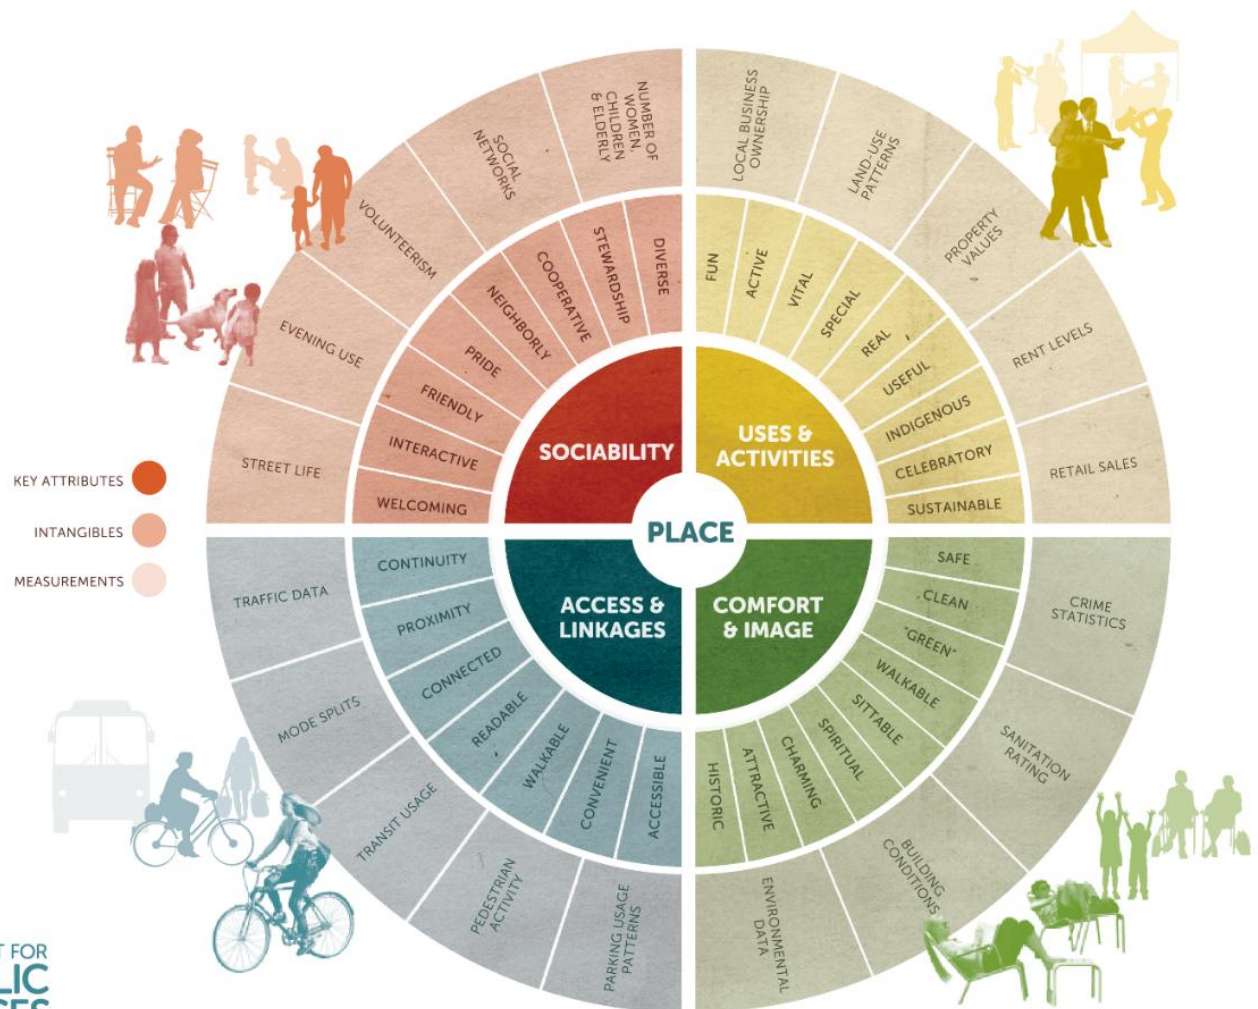 NUMBER OF
WOMEN,
CHILDREN
& ELDERLY
SOCIAL
NETWORKS
VOLUNTEERISM
EVENING USE
STREET LIFE
LOCAL BUSINESS
OWNERSHIP
LAND-USE
PATTERNS
PROPERTY
VALUES
RENT LEVELS
RETAIL SALES
DIVERSE
STEWARDSHIP
COOPERATIVE
NEIGHBORLY
PRIDE
FRIENDLY
INTERACTIVE
WELCOMING
FUN
ACTIVE
VITAL
SPECIAL
REAL
USEFUL
INDIGENOUS
CELEBRATORY
SUSTAINABLE
SOCIABILITY
USES &
ACTIVITIES
PLACE
ACCESS &
LINKAGES
COMFORT
& IMAGE
KEY ATTRIBUTES
INTANGIBLES
MEASUREMENTS
CONTINUITY
PROXIMITY
CONNECTED
READABLE
WALKABLE
CONVENIENT
ACCESSIBLE
SAFE
CLEAN
"GREEN"
WALKABLE
SITTABLE
SPIRITUAL
CHARMING
ATTRACTIVE
HISTORIC
TRAFFIC DATA
MODE SPLITS
TRANSIT USAGE
PEDESTRIAN
ACTIVITY
PARKING USAGE
PATTERNS
CRIME
STATISTICS
SANITATION
RATING
BUILDING
CONDITIONS
ENVIRONMENTAL
DATA
T FOR
LIC